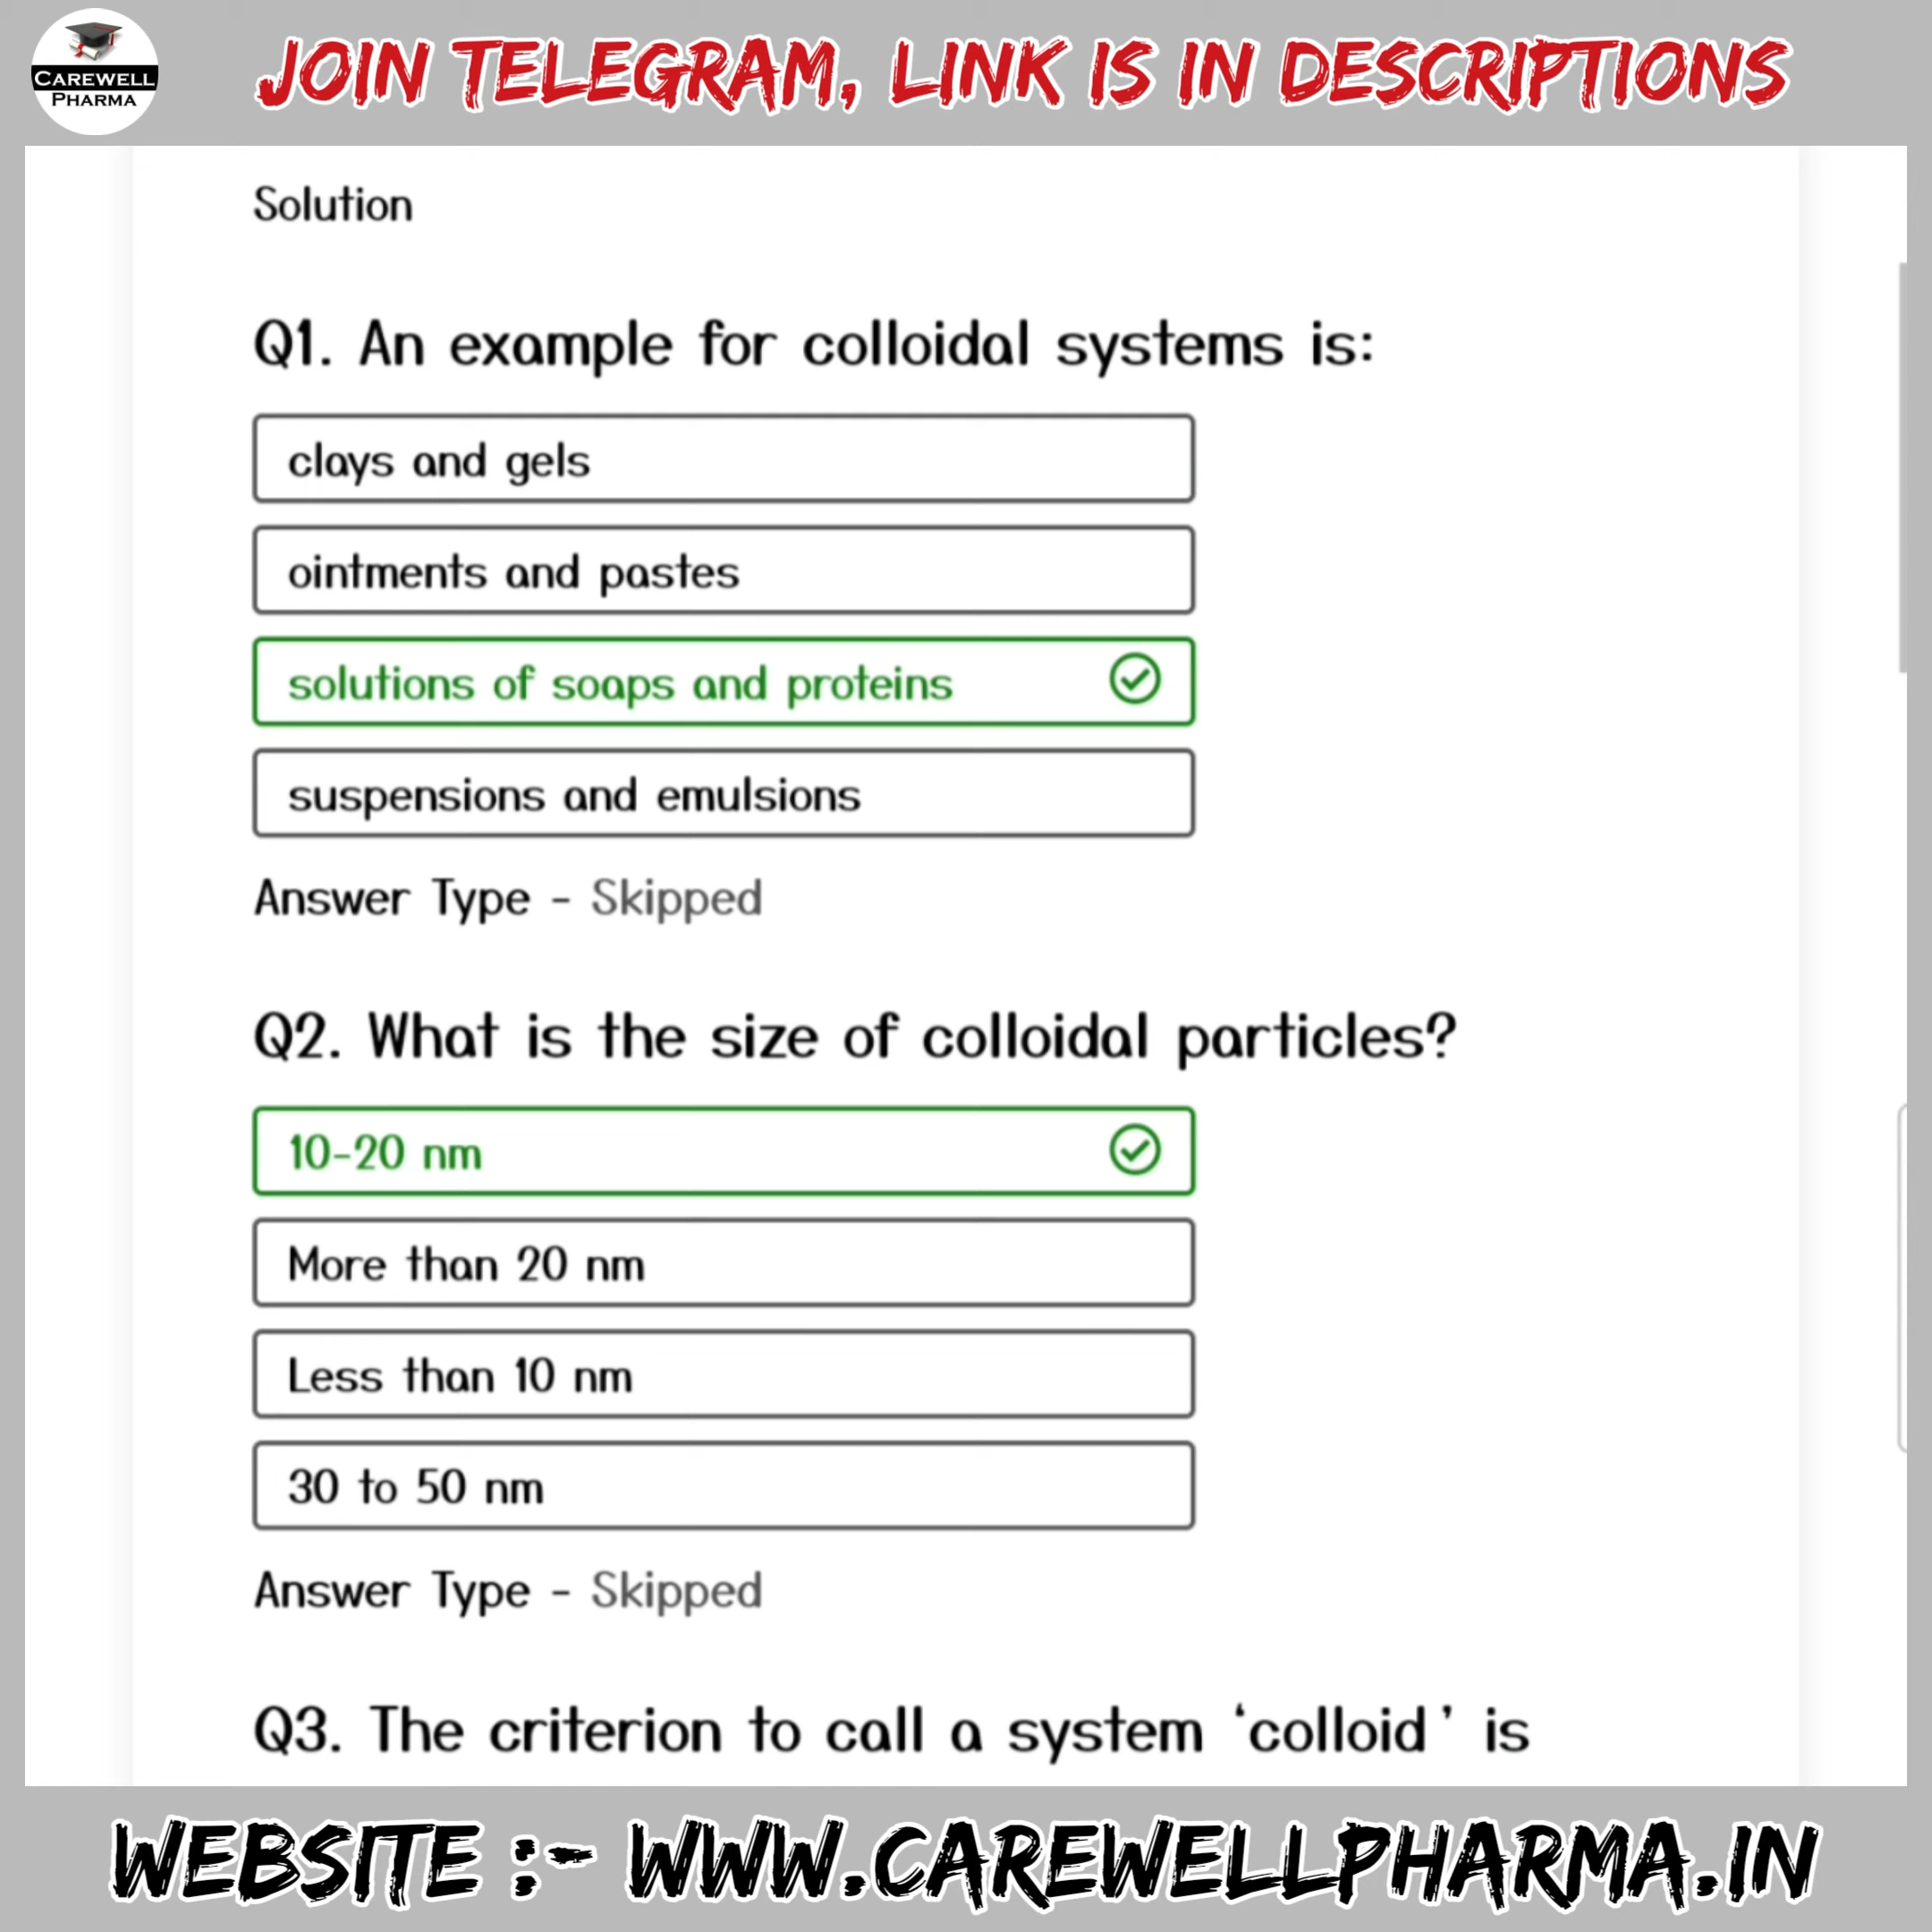 CAREWELL
PHARMA
JOIN TELEGRAM, LINK IS IN DESCRIPTIONS
Solution
Q1. An example for colloidal systems is:
clays and gels
ointments and pastes
solutions of soaps and proteins
suspensions and emulsions
Answer Type - Skipped
Q2. What is the size of colloidal particles?
10-20 nm
More than 20 nm
Less than 10 nm
30 to 50 nm
Answer Type - Skipped
Q3. The criterion to call a system ‘colloid’ is
WEBSITE :- WWW.CAREWELLPHARMA.IN